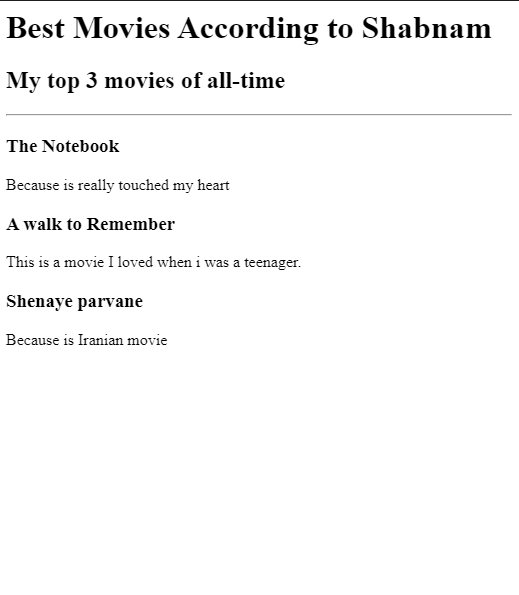 Best Movies According to Shabnam
My top 3 movies of all-time
The Notebook
Because is really touched my heart
A walk to Remember
This is a movie I loved when i was a teenager.
Shenaye parvane
Because is Iranian movie